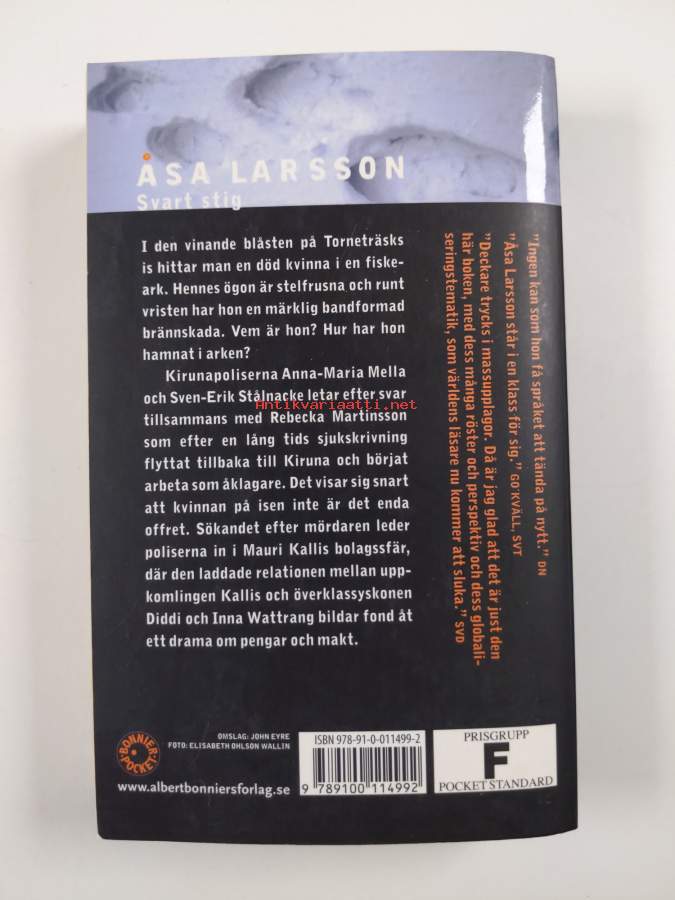 ÅSA LARSSON
Svart stig
I den vinande blåsten på Torneträsks
is hittar man en död kvinna i en fiske-
ark. Hennes ögon är stelfrusna och runt
vristen har hon en märklig bandformad
brännskada. Vem är hon? Hur har hon
hamnat i arken?
Kirunapoliserna Anna-Maria Mella
och Sven-Erik Stålnacke letar efter svar
tillsammans med Rebecka Martinsson
som efter en lång tids sjukskrivning
flyttat tillbaka till Kiruna och börjat
arbeta som åklagare. Det visar sig snart
att kvinnan på isen inte är det enda
offret. Sökandet efter mördaren leder
poliserna in i Mauri Kallis bolagssfär,
där den laddade relationen mellan upp-
komlingen Kallis och överklassyskonen
Diddi och Inna Wattrang bildar fond åt
ett drama om pengar och makt.
"Ingen kan som hon få språket att tända på nytt." DN
"Åsa Larsson står i en klass för sig." GO'KVÄLL, SVT
"Deckare trycks i massupplagor. Då är jag glad att det är just den
här boken, med dess många röster och perspektiv och dess globali-
seringstematik, som världens läsare nu kommer att sluka." SVD
Antikvariaatti.net
BONNIER POCKET
OMSLAG: JOHN EYRE
FOTO: ELISABETH OHLSON WALLIN
www.albertbonniersforlag.se
ISBN 978-91-0-011499-2
9 789100 114992
PRISGRUPP
F
POCKET STANDARD